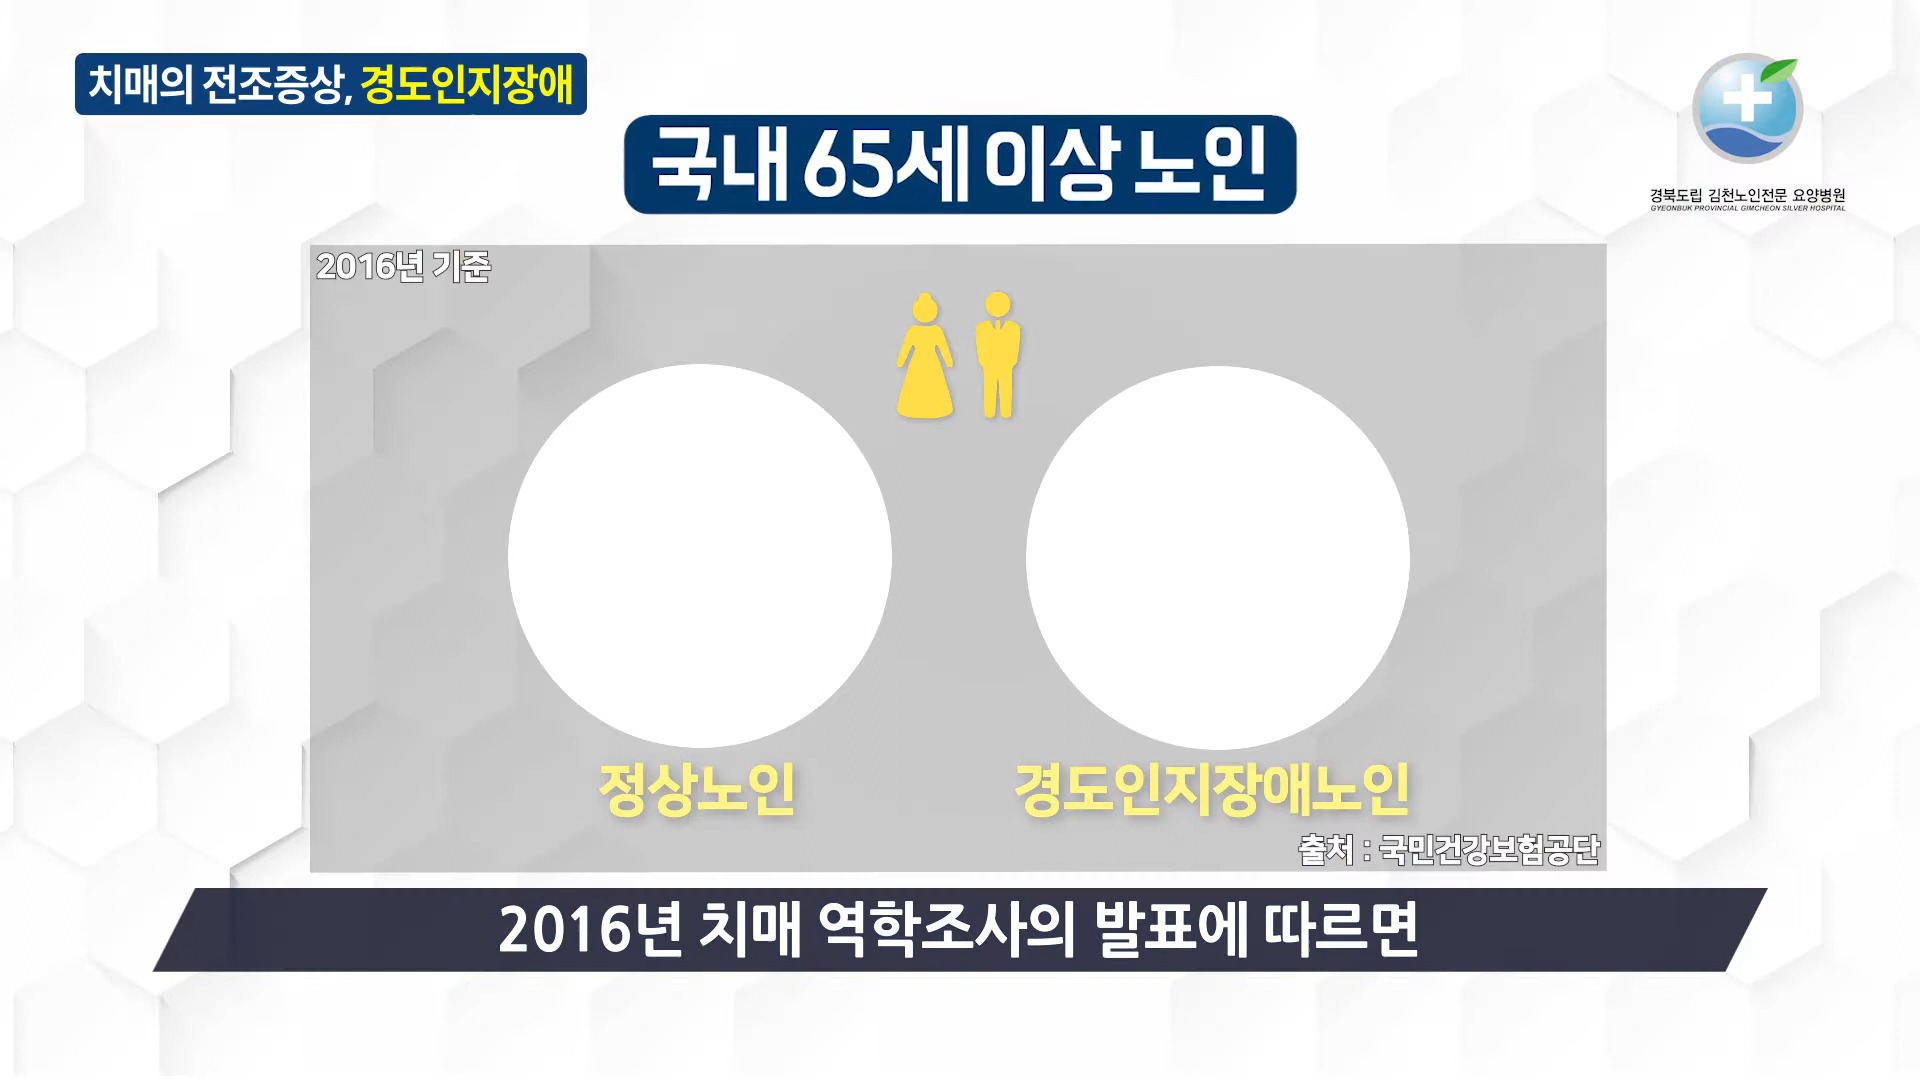 치매의 전조증상, 경도인지장애
국내 65세 이상 노인
경북도립 김천노인전문 요양병원
GYEONBUK PROVINCIAL GIMCHEON SILVER HOSPITAL
2016년 기준
정상노인
경도인지장애노인
출처 : 국민건강보험공단
2016년 치매 역학조사의 발표에 따르면